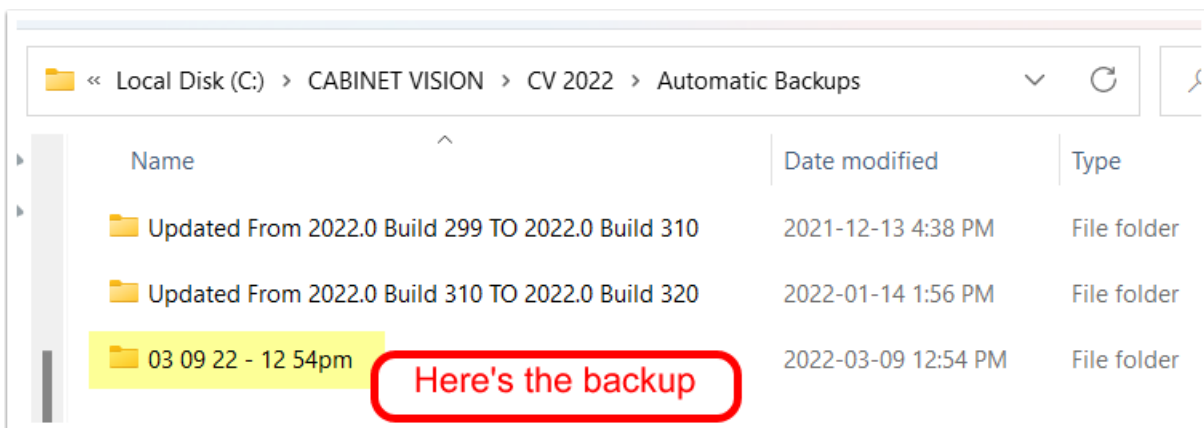 « Local Disk (C:) > CABINET VISION > CV 2022 > Automatic Backups
Name Date modified Type
Updated From 2022.0 Build 299 TO 2022.0 Build 310 2021-12-13 4:38 PM File folder
Updated From 2022.0 Build 310 TO 2022.0 Build 320 2022-01-14 1:56 PM File folder
03 09 22 - 12 54pm 2022-03-09 12:54 PM File folder
Here's the backup